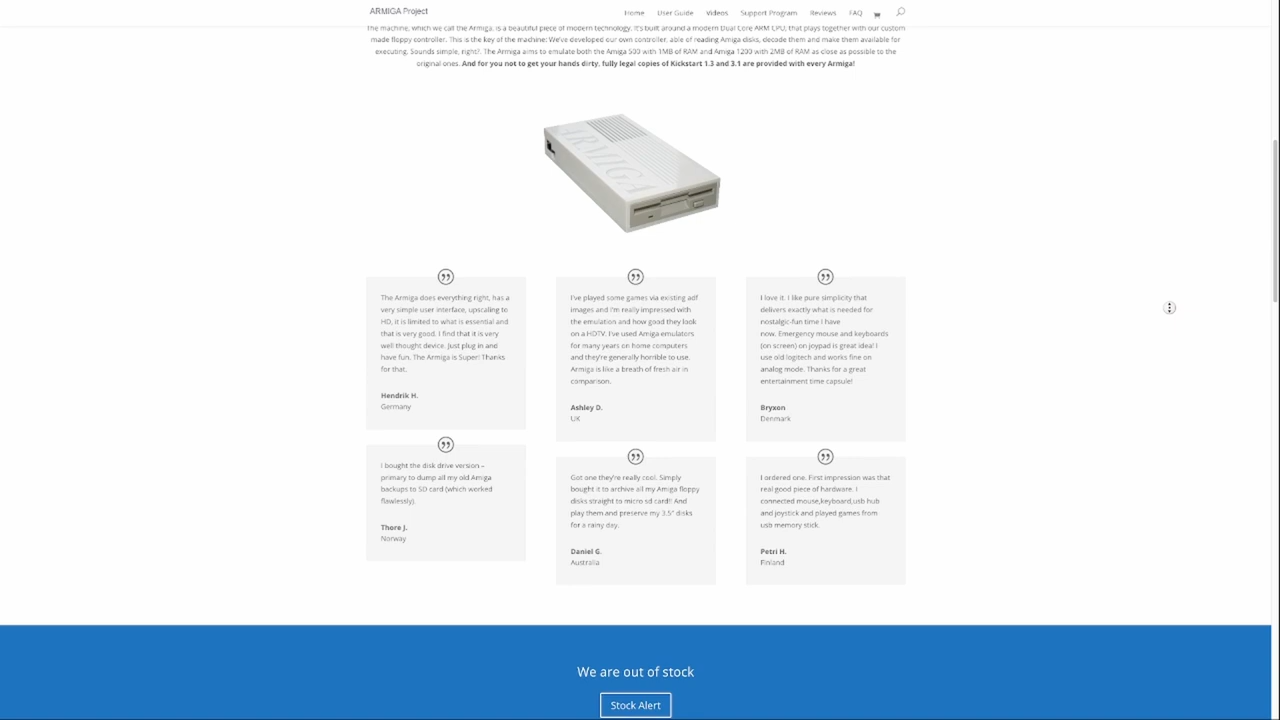 ARMIGA Project
Home User Guide Videos Support Program Reviews FAQ
The machine, which we call the Armiga, is a beautiful piece of modern technology. It's built around a modern Dual Core ARM CPU, that plays together with our custom
made floppy controller. This is the key of the machine: We've developed our own controller, able of reading Amiga disks, decode them and make them available for
executing. Sounds simple, right?. The Armiga aims to emulate both the Amiga 500 with 1MB of RAM and Amiga 1200 with 2MB of RAM as close as possible to the
original ones. And for you not to get your hands dirty, fully legal copies of Kickstart 1.3 and 3.1 are provided with every Armiga!
ARMIGA
The Armiga does everything right, has a
very simple user interface, upscaling to
HD, it is limited to what is essential and
that is very good. I find that it is very
well thought device. Just plug in and
have fun. The Armiga is Super! Thanks
for that.
Hendrik H.
Germany
I've played some games via existing adf
images and I'm really impressed with
the emulation and how good they look
on a HDTV. I've used Amiga emulators
for many years on home computers
and they're generally horrible to use.
Armiga is like a breath of fresh air in
comparison.
Ashley D.
UK
I love it. I like pure simplicity that
delivers exactly what is needed for
nostalgic-fun time I have
now. Emergency mouse and keyboards
(on screen) on joypad is great idea! I
use old logitech and works fine on
analog mode. Thanks for a great
entertainment time capsule!
Bryxon
Denmark
I bought the disk drive version –
primary to dump all my old Amiga
backups to SD card (which worked
flawlessly).
Thore J.
Norway
Got one they're really cool. Simply
bought it to archive all my Amiga floppy
disks straight to micro sd card!! And
play them and preserve my 3.5" disks
for a rainy day.
Daniel G.
Australia
I ordered one. First impression was that
real good piece of hardware. I
connected mouse,keyboard,usb hub
and joystick and played games from
usb memory stick.
Petri H.
Finland
We are out of stock
Stock Alert